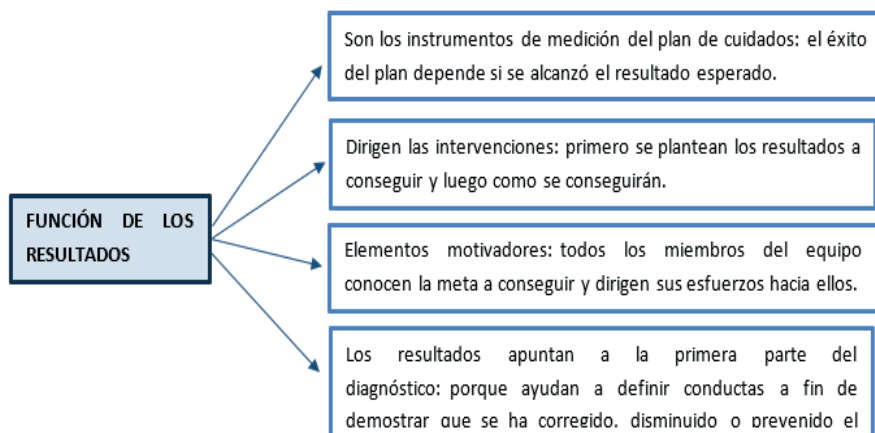 Son los instrumentos de medición del plan de cuidados: el éxito
del plan depende si se alcanzó el resultado esperado.
Dirigen las intervenciones: primero se plantean los resultados a
conseguir y luego como se conseguirán.
FUNCIÓN DE LOS
RESULTADOS
Elementos motivadores: todos los miembros del equipo
conocen la meta a conseguir y dirigen sus esfuerzos hacia ellos.
Los resultados apuntan a la primera parte del
diagnóstico: porque ayudan a definir conductas a fin de
demostrar que se ha corregido, disminuido o prevenido el